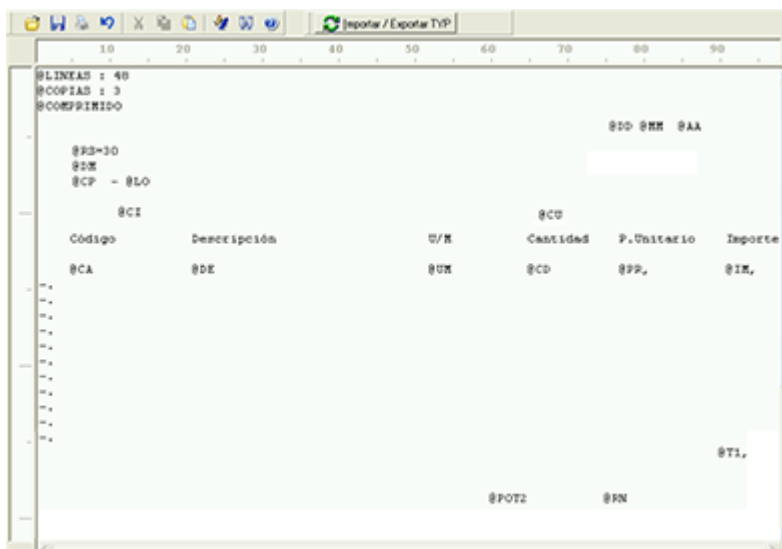 Importar / Exportar TYP
10 20 30 40 50 60 70 80 90
@LINEAS : 48
@COPIAS : 3
@COMPRIMIDO
@DD @MM @AA
@RS=30
@DM
@CP - @LO
@CI @CU
Código Descripción U/M Cantidad P.Unitario Importe
@CA @DE @UM @CD @PR, @IM,
-.
-.
-.
-.
-.
-.
-.
-.
-.
-.
-.
@T1,
@POT2 @RN